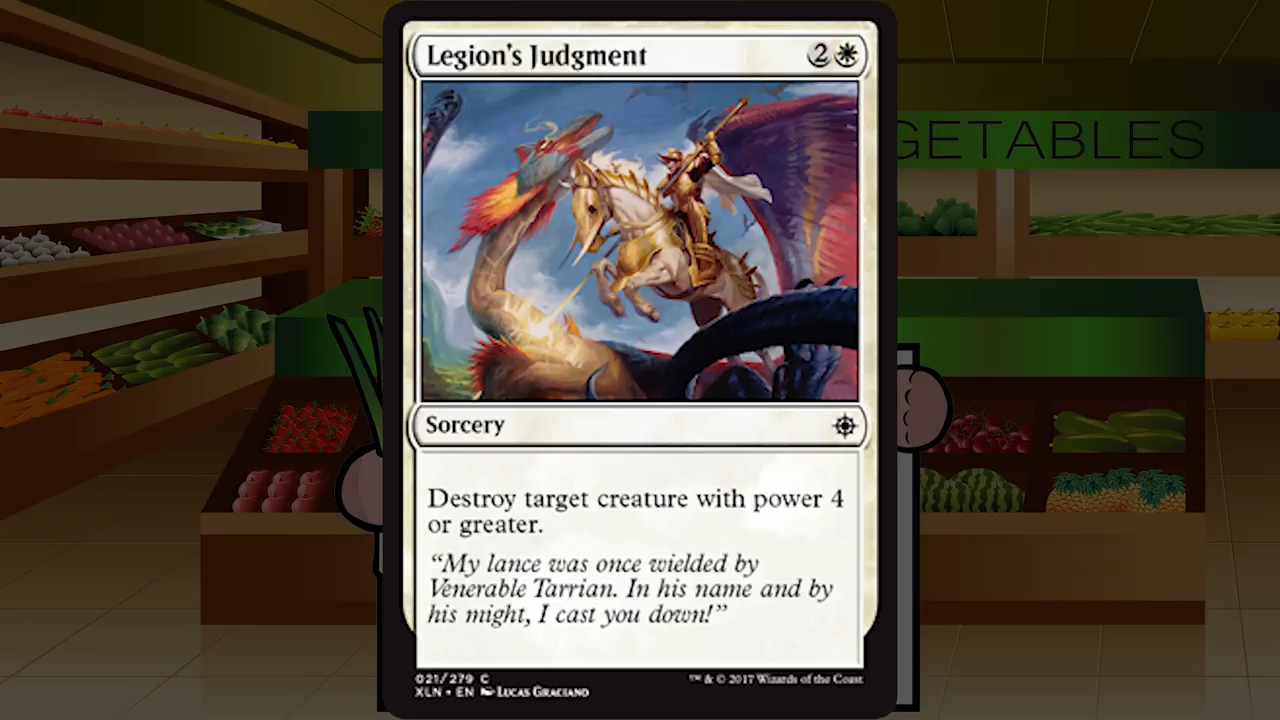 Legion's Judgment 2
GETABLES
Sorcery
Destroy target creature with power 4
or greater.
“My lance was once wielded by
Venerable Tarrian. In his name and by
his might, I cast you down!”
021/279 C
XLN • EN Lucas Graciano
™ & © 2017 Wizards of the Coast